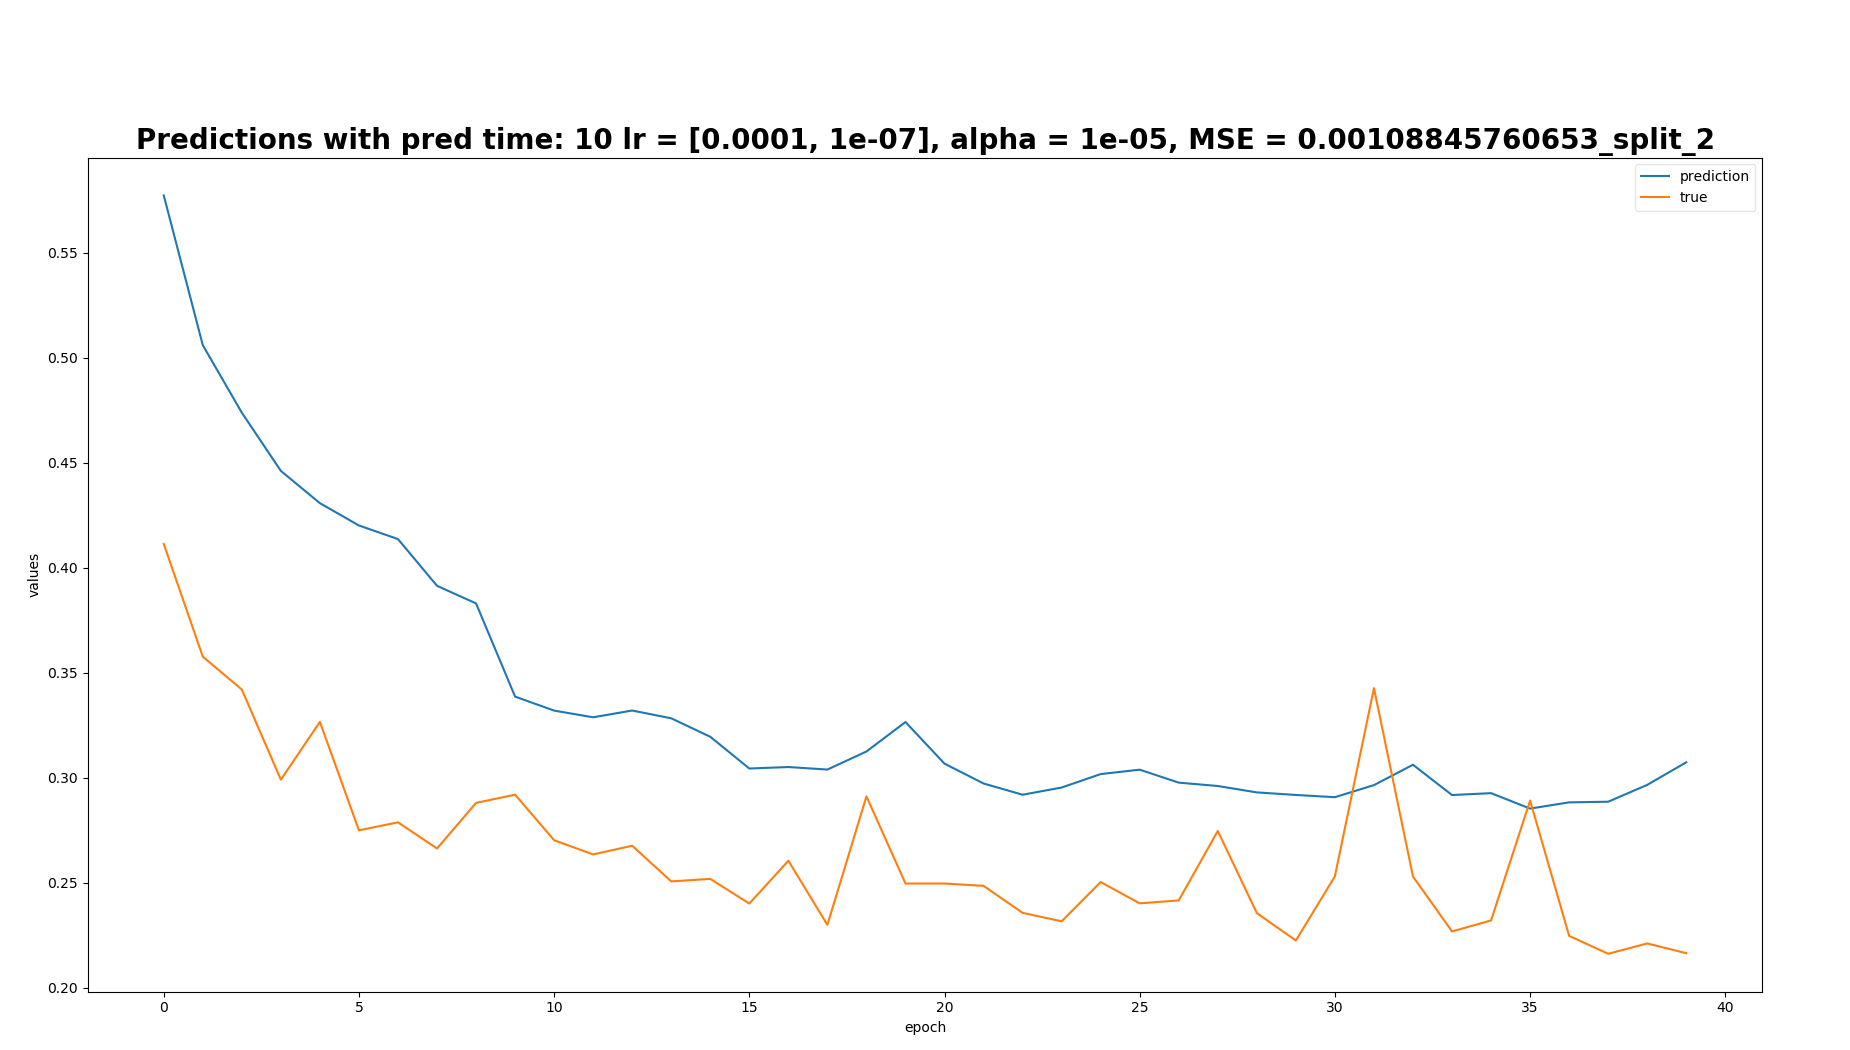 Predictions with pred time: 10 lr = [0.0001, 1e-07], alpha = 1e-05, MSE = 0.00108845760653_split_2
prediction
true
0.55
0.50
0.45
0.40
0.35
0.30
0.25
0.20
values
0 5 10 15 20 25 30 35 40
epoch